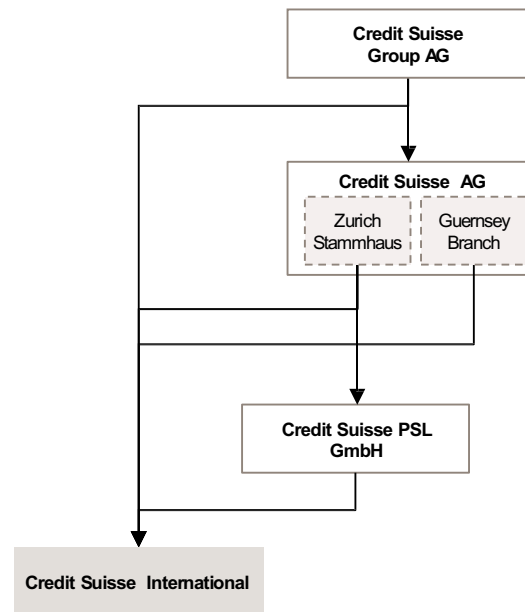 Credit Suisse
Group AG
Credit Suisse AG
Zurich
Stammhaus
Guernsey
Branch
Credit Suisse PSL
GmbH
Credit Suisse International